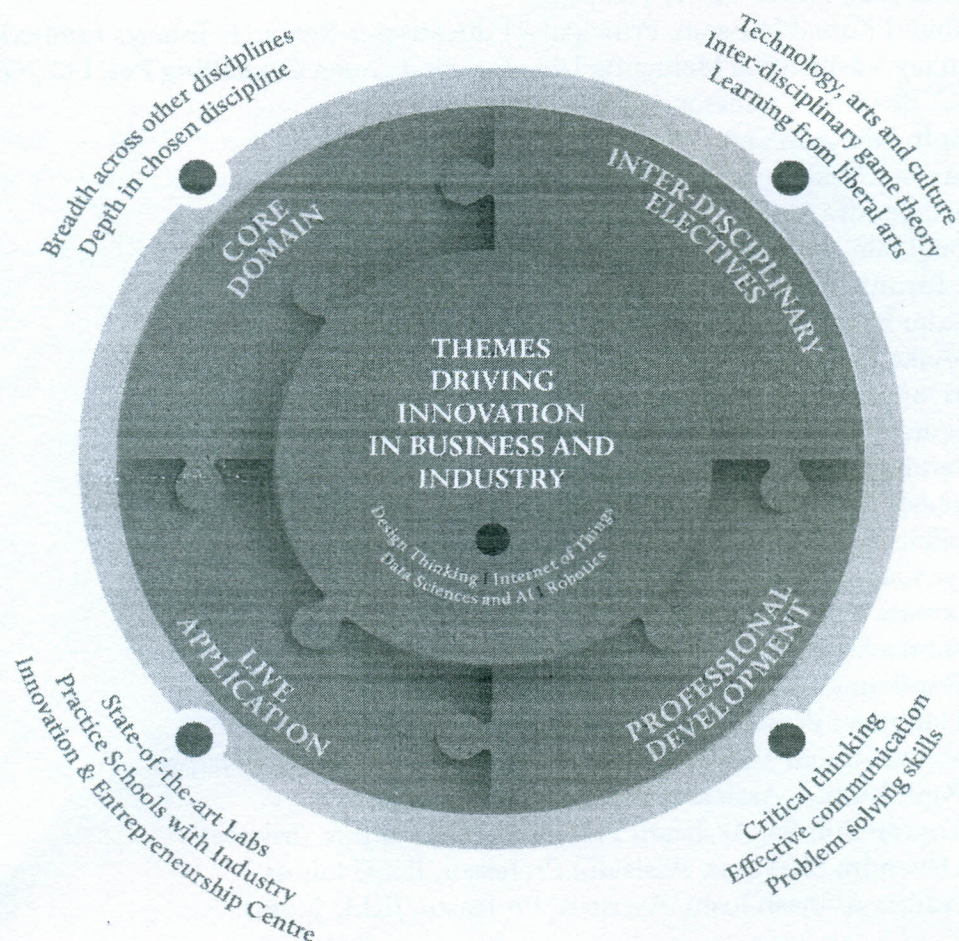 Breadth across other disciplines
Depth in chosen discipline
Technology, arts and culture
Inter-disciplinary game theory
Learning from liberal arts
CORE
DOMAIN
INTER-DISCIPLINARY
ELECTIVES
THEMES
DRIVING
INNOVATION
IN BUSINESS AND
INDUSTRY
Design Thinking | Internet of Things
Data Sciences and AI | Robotics
LIVE
APPLICATION
PROFESSIONAL
DEVELOPMENT
State-of-the-art Labs
Practice Schools with Industry
Innovation & Entrepreneurship Centre
Critical thinking
Effective communication
Problem solving skills